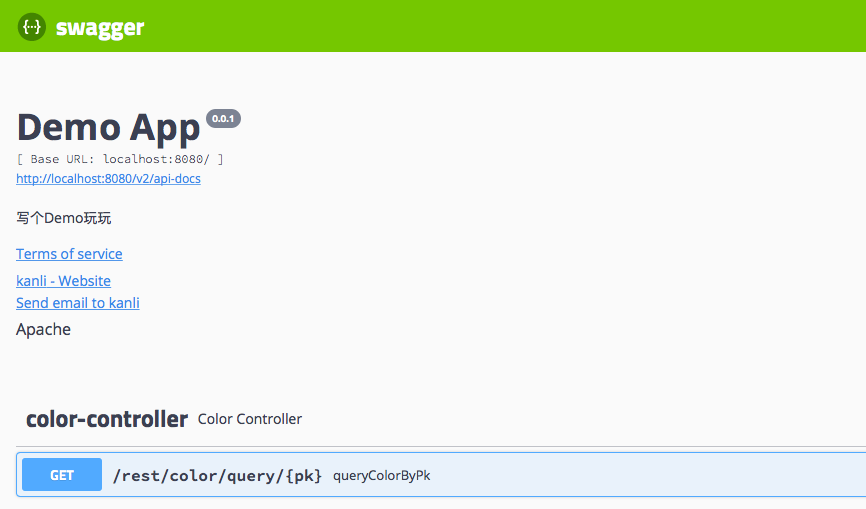 {···} swagger
Demo App 0.0.1
[ Base URL: localhost:8080/ ]
http://localhost:8080/v2/api-docs
写个Demo玩玩
Terms of service
kanli - Website
Send email to kanli
Apache
color-controller Color Controller
GET /rest/color/query/{pk} queryColorByPk